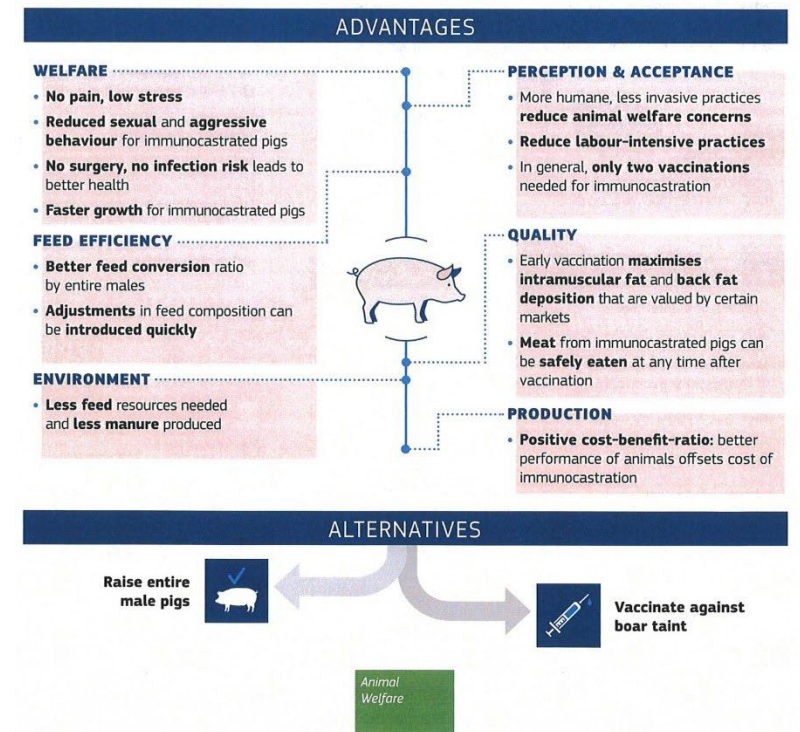 ADVANTAGES
WELFARE
• No pain, low stress
• Reduced sexual and aggressive
behaviour for immunocastrated pigs
• No surgery, no infection risk leads to
better health
• Faster growth for immunocastrated pigs
FEED EFFICIENCY
• Better feed conversion ratio
by entire males
• Adjustments in feed composition can
be introduced quickly
ENVIRONMENT
• Less feed resources needed
and less manure produced
PERCEPTION & ACCEPTANCE
• More humane, less invasive practices
reduce animal welfare concerns
• Reduce labour-intensive practices
• In general, only two vaccinations
needed for immunocastration
QUALITY
• Early vaccination maximises
intramuscular fat and back fat
deposition that are valued by certain
markets
• Meat from immunocastrated pigs can
be safely eaten at any time after
vaccination
PRODUCTION
• Positive cost-benefit-ratio: better
performance of animals offsets cost of
immunocastration
ALTERNATIVES
Raise entire
male pigs
Vaccinate against
boar taint
Animal
Welfare